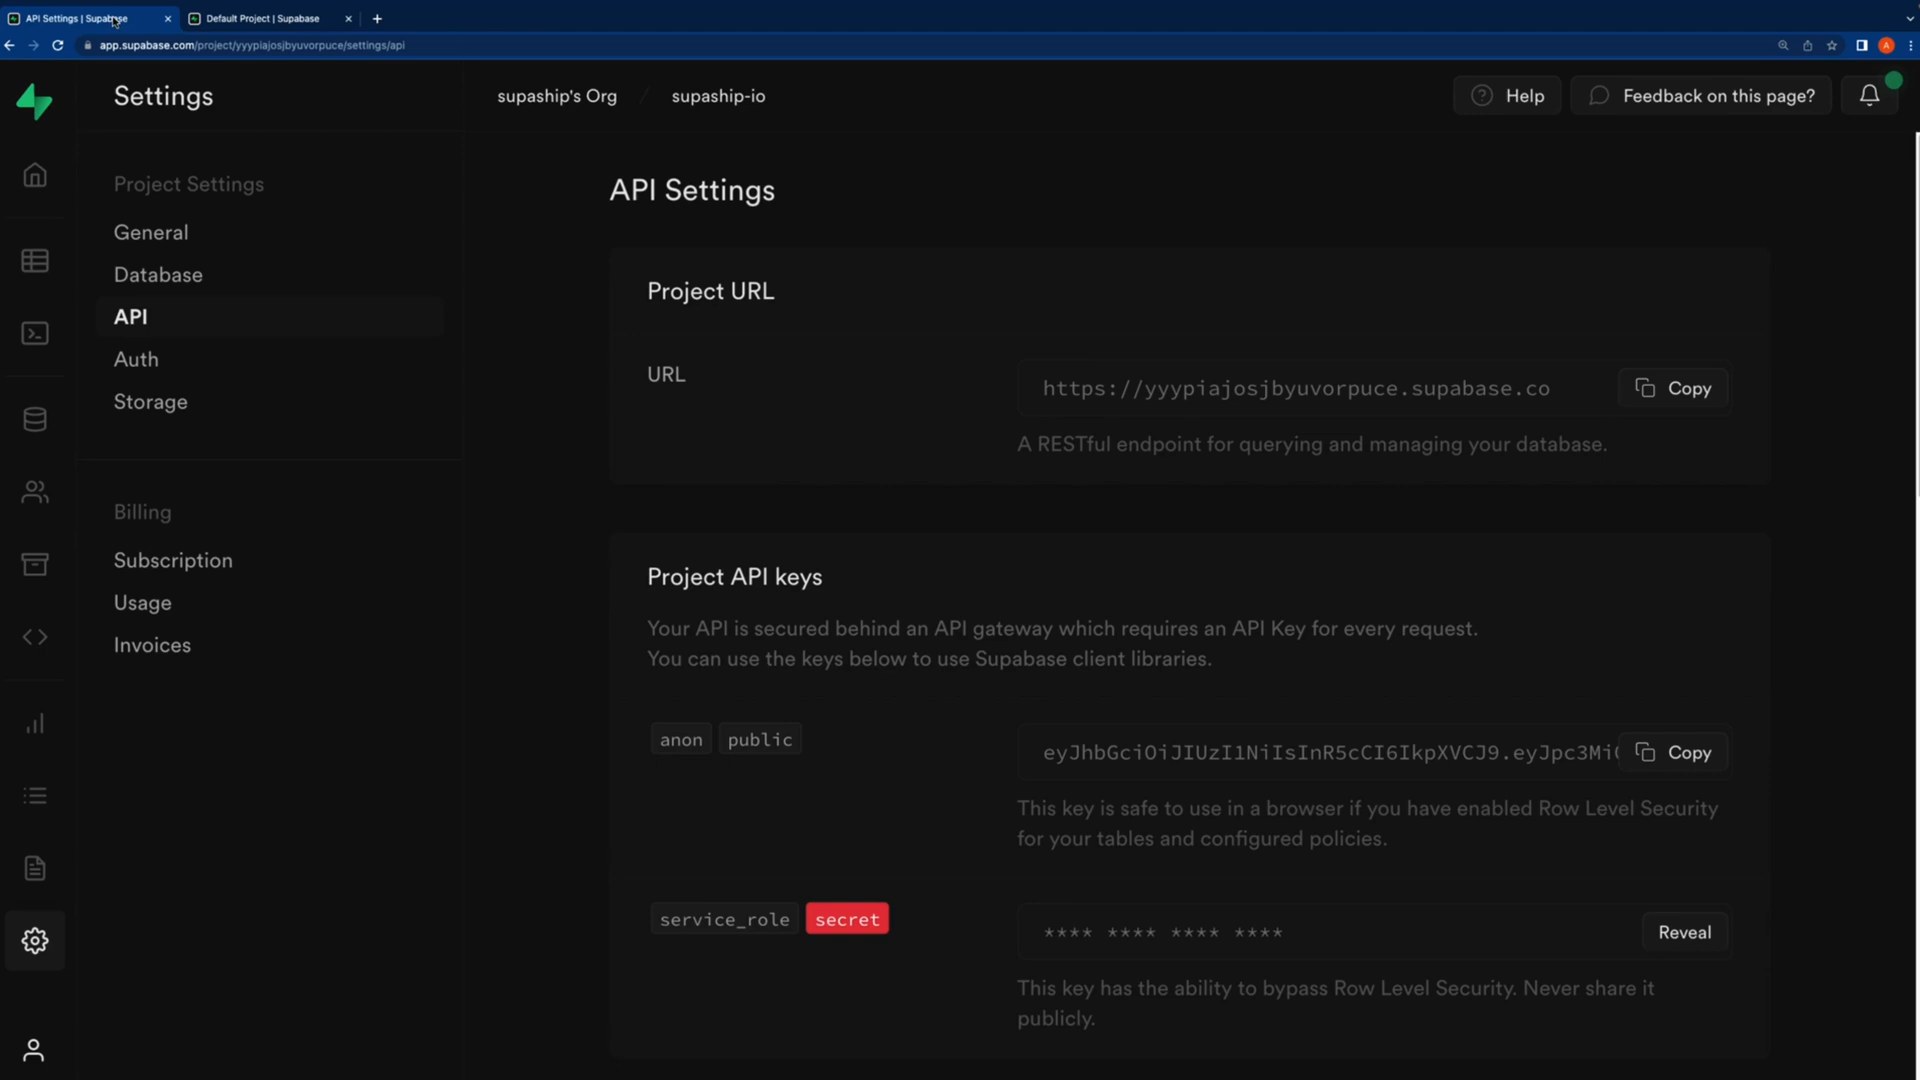 API Settings | Supabase
Default Project | Supabase
app.supabase.com/project/yyypiajosjbyuvorpuce/settings/api
A
Settings
supaship's Org / supaship-io
Help
Feedback on this page?
Project Settings
General
Database
API
Auth
Storage
Billing
Subscription
Usage
Invoices
API Settings
Project URL
URL
https://yyypiajosjbyuvorpuce.supabase.co
Copy
A RESTful endpoint for querying and managing your database.
Project API keys
Your API is secured behind an API gateway which requires an API Key for every request.
You can use the keys below to use Supabase client libraries.
anon public
eyJhbGciOiJIUzI1NiIsInR5cCI6IkpXVCJ9.eyJpc3Mi
Copy
This key is safe to use in a browser if you have enabled Row Level Security
for your tables and configured policies.
service_role secret
**** **** **** ****
Reveal
This key has the ability to bypass Row Level Security. Never share it
publicly.